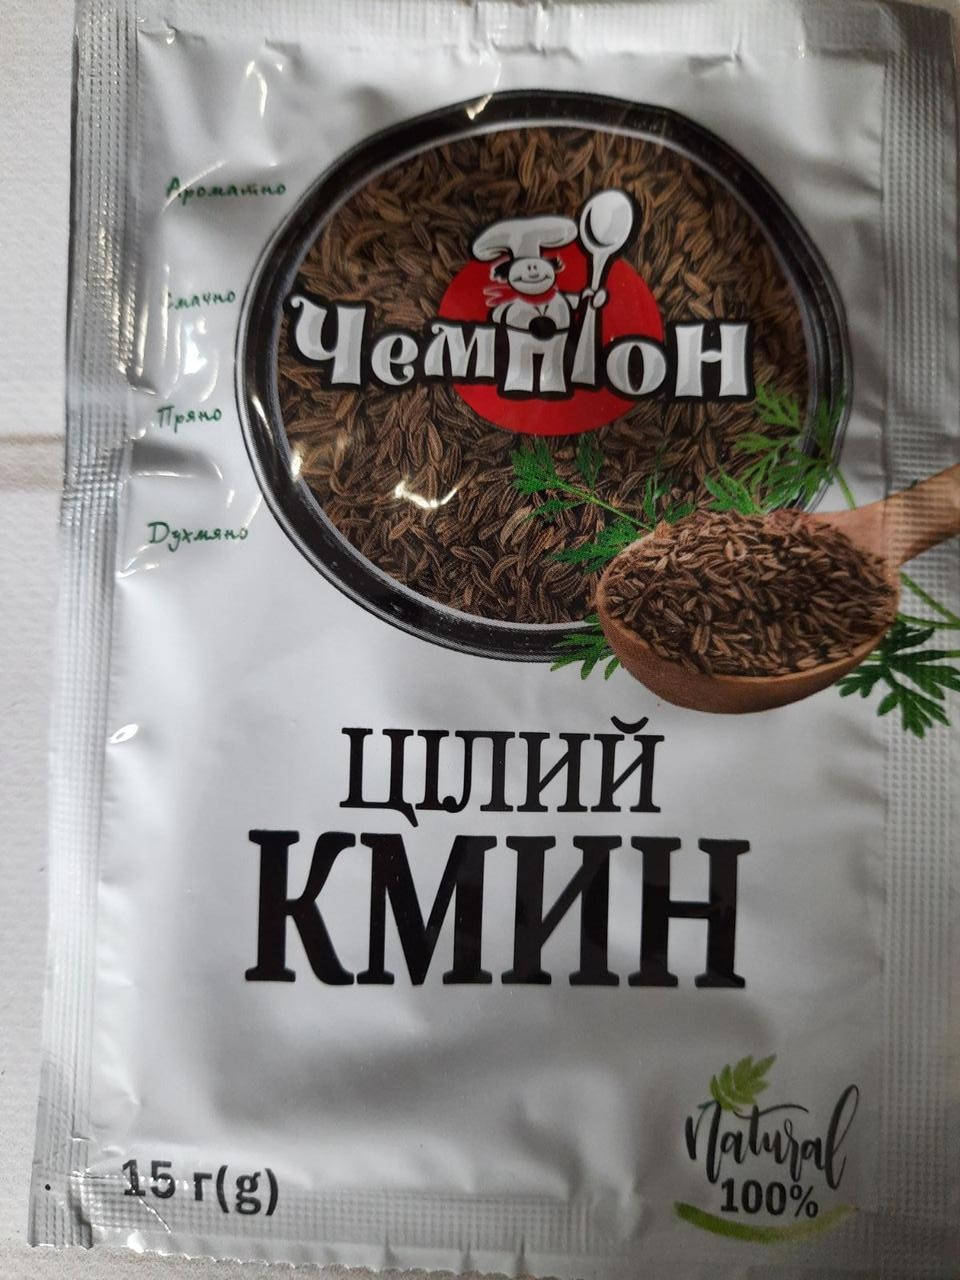 Ароматно
Смачно
Пряно
Духмяно
Чемпіон
ЦІЛИЙ
КМИН
15 г(g)
Natural
100%